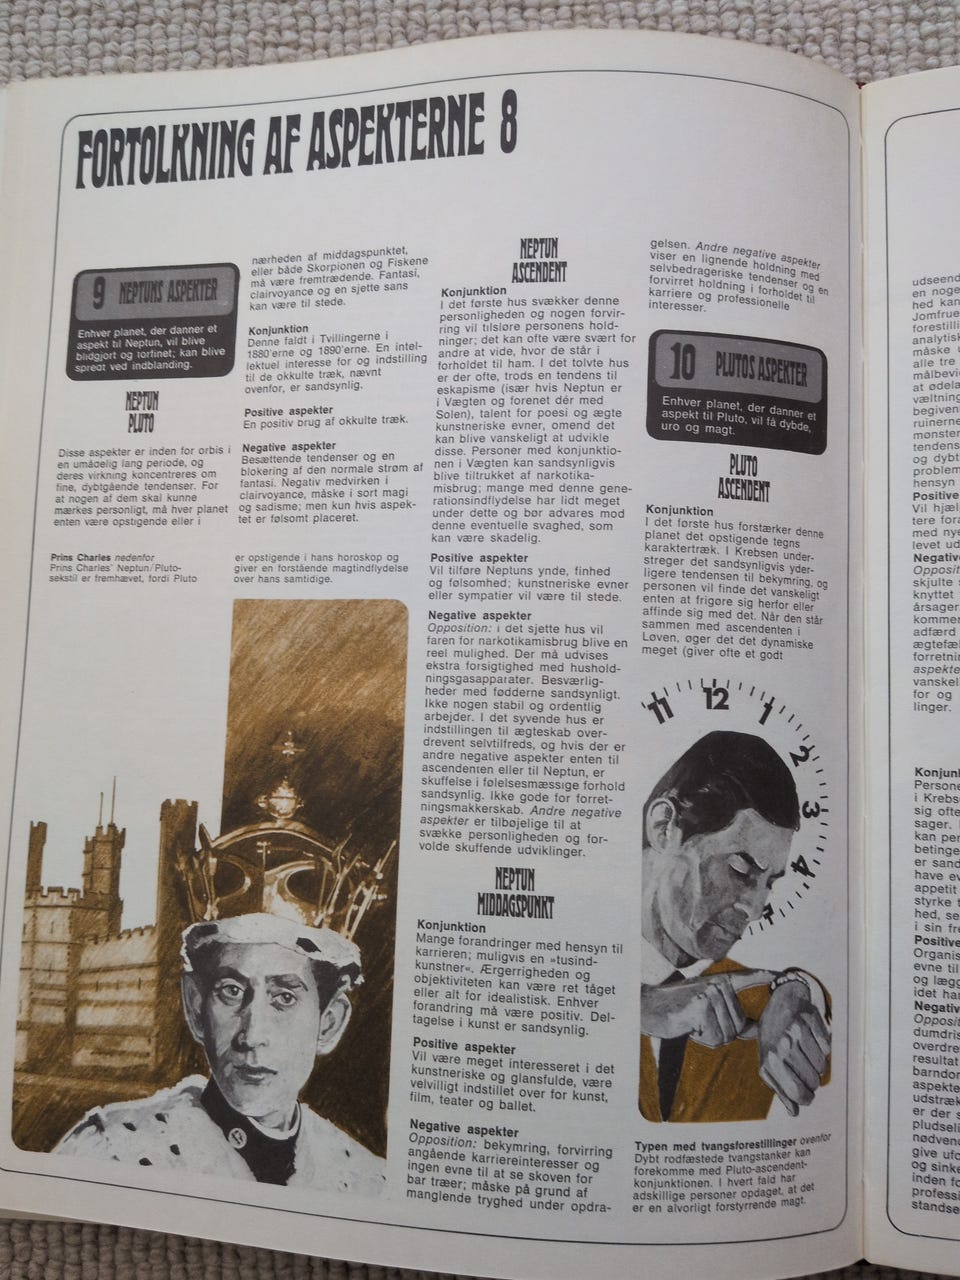 FORTOLKNING AF ASPEKTERNE 8
9 NEPTUNS ASPEKTER
Enhver planet, der danner et
aspekt til Neptun, vil blive
blidgjort og forfinet; kan blive
spredt ved indblanding.
NEPTUN
PLUTO
Disse aspekter er inden for orbis i
en umådelig lang periode, og
deres virkning koncentreres om
fine, dybtgående tendenser. For
at nogen af dem skal kunne
mærkes personligt, må hver planet
enten være opstigende eller i
nærheden af middagspunktet,
eller både Skorpionen og Fiskene
må være fremtrædende. Fantasi,
clairvoyance og en sjette sans
kan være til stede.
Konjunktion
Denne faldt i Tvillingerne i
1880'erne og 1890'erne. En intel-
lektuel interesse for og indstilling
til de okkulte træk, nævnt
ovenfor, er sandsynlig.
Positive aspekter
En positiv brug af okkulte træk.
Negative aspekter
Besættende tendenser og en
blokering af den normale strøm af
fantasi. Negativ medvirken i
clairvoyance, måske i sort magi
og sadisme; men kun hvis aspek-
tet er følsomt placeret.
Prins Charles nedenfor
Prins Charles' Neptun/Pluto-
sekstil er fremhævet, fordi Pluto
er opstigende i hans horoskop og
giver en forstående magtindflydelse
over hans samtidige.
NEPTUN
ASCENDENT
Konjunktion
I det første hus svækker denne
personligheden og nogen forvir-
ring vil tilsløre personens hold-
ninger; det kan ofte være svært for
andre at vide, hvor de står i
forholdet til ham. I det tolvte hus
er der ofte, trods en tendens til
eskapisme (især hvis Neptun er
i Vægten og forenet dér med
Solen), talent for poesi og ægte
kunstneriske evner, omend det
kan blive vanskeligt at udvikle
disse. Personer med konjunktio-
nen i Vægten kan sandsynligvis
blive tiltrukket af narkotika-
misbrug; mange med denne gene-
rationsindflydelse har lidt meget
under dette og bør advares mod
denne eventuelle svaghed, som
kan være skadelig.
Positive aspekter
Vil tilføre Neptuns ynde, finhed
og følsomhed; kunstneriske evner
eller sympatier vil være til stede.
Negative aspekter
Opposition: i det sjette hus vil
faren for narkotikamisbrug blive en
reel mulighed. Der må udvises
ekstra forsigtighed med hushold-
ningsgasapparater. Besværlig-
heder med fødderne sandsynligt.
Ikke nogen stabil og ordentlig
arbejder. I det syvende hus er
indstillingen til ægteskab over-
drevent selvtilfreds, og hvis der er
andre negative aspekter enten til
ascendenten eller til Neptun, er
skuffelse i følelsesmæssige forhold
sandsynlig. Ikke gode for forret-
ningsmakkerskab. Andre negative
aspekter er tilbøjelige til at
svække personligheden og for-
volde skuffende udviklinger.
NEPTUN
MIDDAGSPUNKT
Konjunktion
Mange forandringer med hensyn til
karrieren; muligvis en »tusind-
kunstner«. Ærgerrigheden og
objektiviteten kan være ret tåget
eller alt for idealistisk. Enhver
forandring må være positiv. Del-
tagelse i kunst er sandsynlig.
Positive aspekter
Vil være meget interesseret i det
kunstneriske og glansfulde, være
velvilligt indstillet over for kunst,
film, teater og ballet.
Negative aspekter
Opposition: bekymring, forvirring
angående karriereinteresser og
ingen evne til at se skoven for
bar træer; måske på grund af
manglende tryghed under opdra-
gelsen. Andre negative aspekter
viser en lignende holdning med
selvbedrageriske tendenser og en
forvirret holdning i forholdet til
karriere og professionelle
interesser.
10 PLUTOS ASPEKTER
Enhver planet, der danner et
aspekt til Pluto, vil få dybde,
uro og magt.
PLUTO
ASCENDENT
Konjunktion
I det første hus forstærker denne
planet det opstigende tegns
karaktertræk. I Krebsen under-
streger det sandsynligvis yder-
ligere tendensen til bekymring, og
personen vil finde det vanskeligt
enten at frigøre sig herfor eller
affinde sig med det. Når den står
sammen med ascendenten i
Løven, øger det det dynamiske
meget (giver ofte et godt
11 12 1 2 3 4
Typen med tvangsforestillinger ovenfor
Dybt rodfæstede tvangstanker kan
forekomme med Pluto-ascendent-
konjunktionen. I hvert fald har
adskillige personer opdaget, at det
er en alvorligt forstyrrende magt.